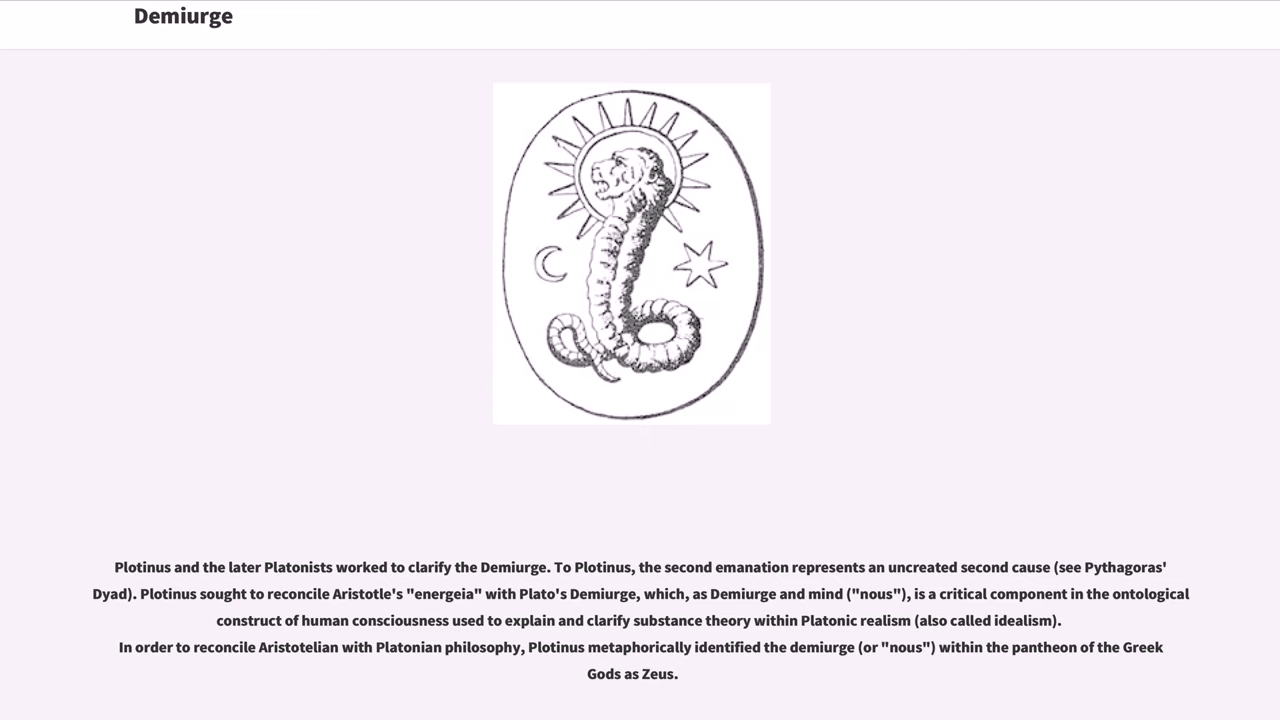 Demiurge
Plotinus and the later Platonists worked to clarify the Demiurge. To Plotinus, the second emanation represents an uncreated second cause (see Pythagoras'
Dyad). Plotinus sought to reconcile Aristotle's "energeia" with Plato's Demiurge, which, as Demiurge and mind ("nous"), is a critical component in the ontological
construct of human consciousness used to explain and clarify substance theory within Platonic realism (also called idealism).
In order to reconcile Aristotelian with Platonian philosophy, Plotinus metaphorically identified the demiurge (or "nous") within the pantheon of the Greek
Gods as Zeus.